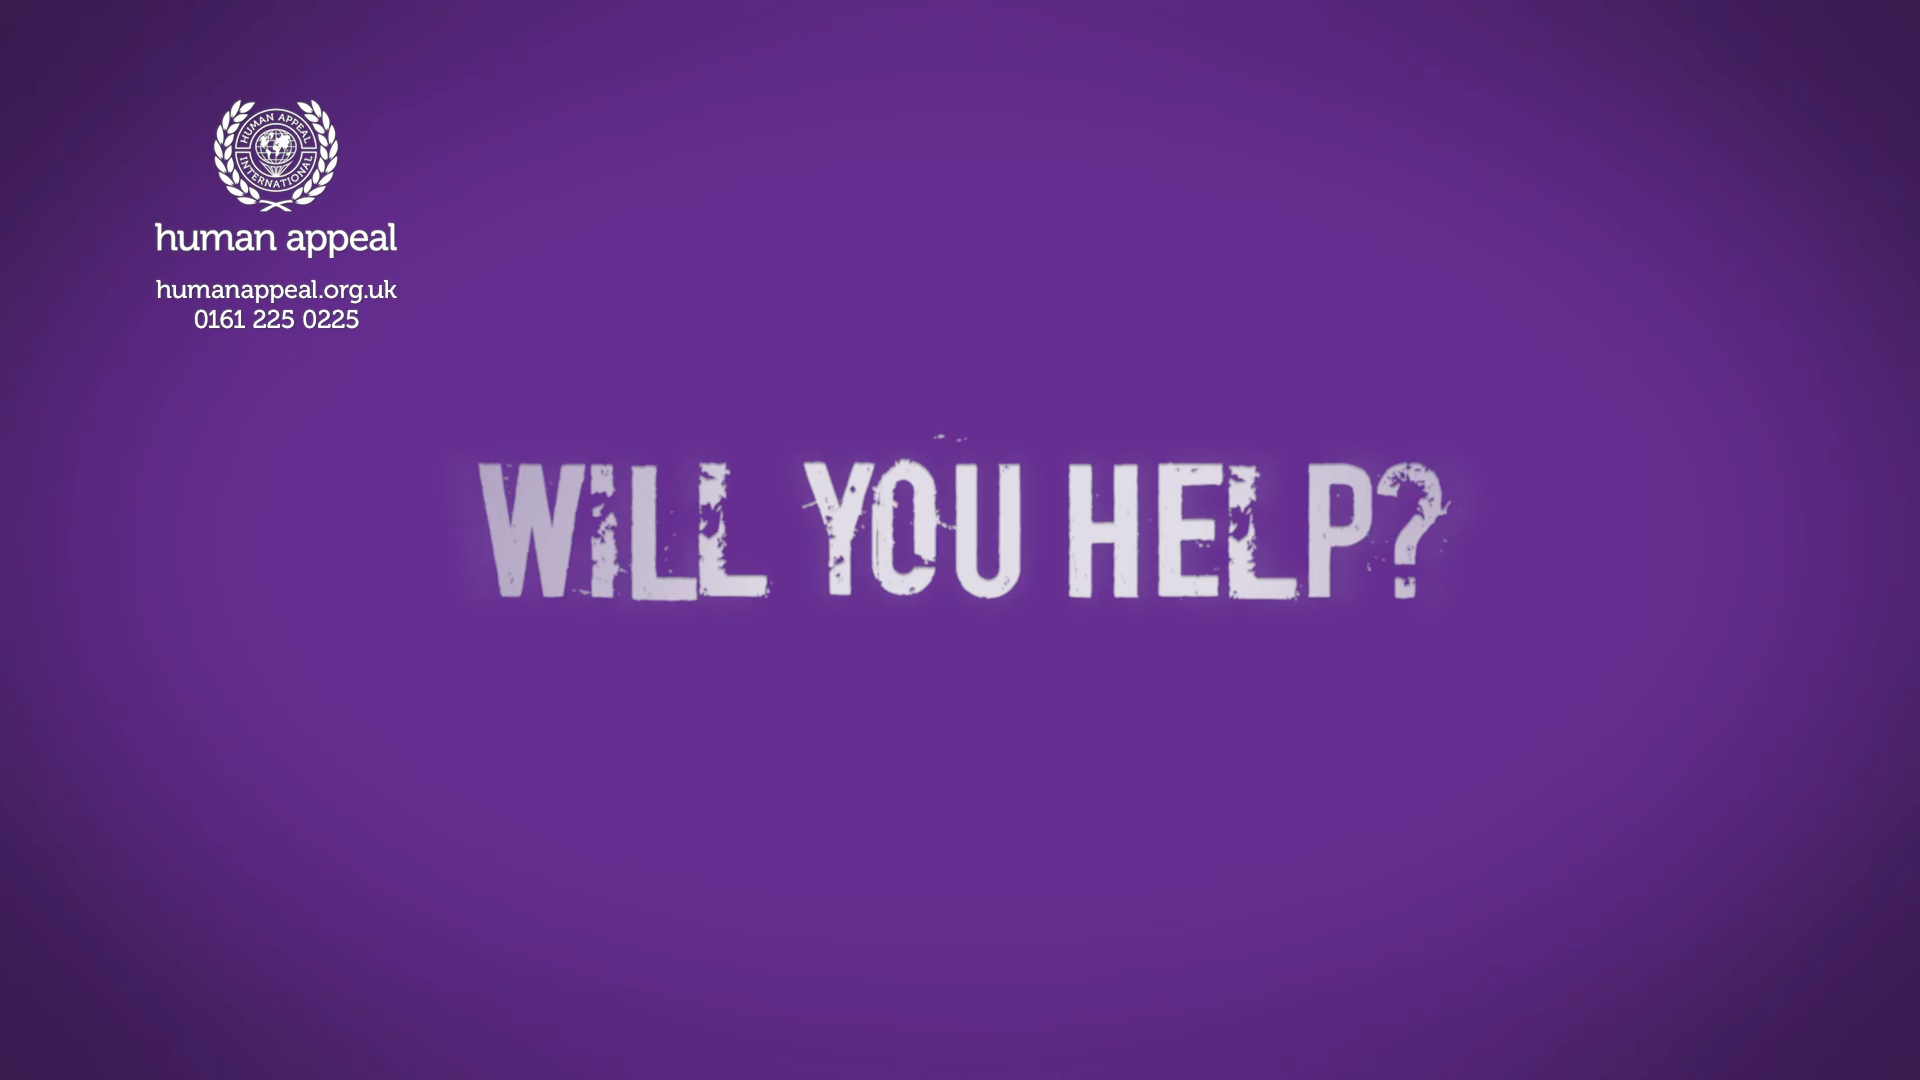 HUMAN APPEAL
INTERNATIONAL
human appeal
humanappeal.org.uk
0161 225 0225
WILL YOU HELP?